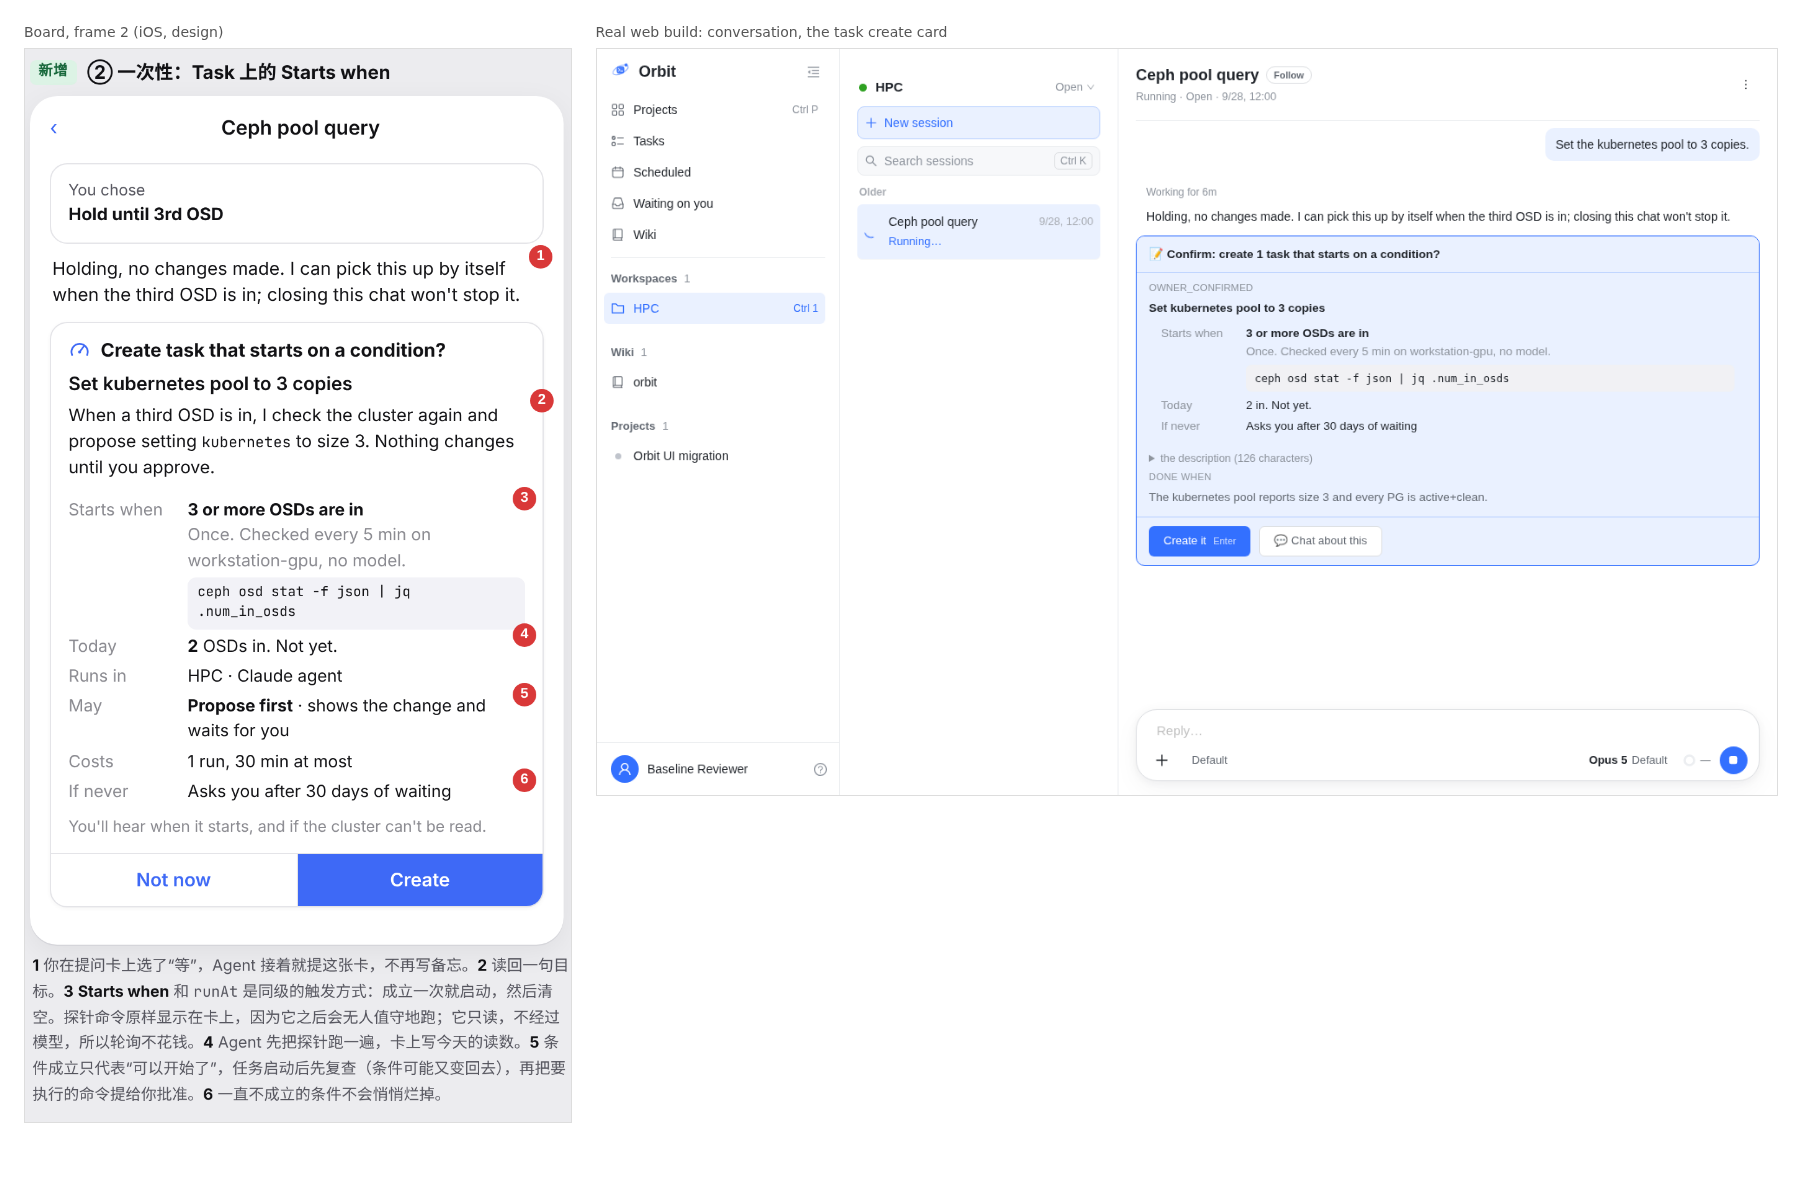 Board, frame 2 (iOS, design)
新增 ② 一次性：Task 上的 Starts when
Ceph pool query
You chose
Hold until 3rd OSD
1
Holding, no changes made. I can pick this up by itself
when the third OSD is in; closing this chat won't stop it.
Create task that starts on a condition?
Set kubernetes pool to 3 copies
2
When a third OSD is in, I check the cluster again and
propose setting kubernetes to size 3. Nothing changes
until you approve.
3
Starts when 3 or more OSDs are in
Once. Checked every 5 min on
workstation-gpu, no model.
ceph osd stat -f json | jq
.num_in_osds
4
Today 2 OSDs in. Not yet.
Runs in HPC · Claude agent
5
May Propose first · shows the change and
waits for you
Costs 1 run, 30 min at most
6
If never Asks you after 30 days of waiting
You'll hear when it starts, and if the cluster can't be read.
Not now Create
1 你在提问卡上选了“等”，Agent 接着就提这张卡，不再写备忘。2 读回一句目
标。3 Starts when 和 runAt 是同级的触发方式：成立一次就启动，然后清
空。探针命令原样显示在卡上，因为它之后会无人值守地跑；它只读，不经过
模型，所以轮询不花钱。4 Agent 先把探针跑一遍，卡上写今天的读数。5 条
件成立只代表“可以开始了”，任务启动后先复查（条件可能又变回去），再把要
执行的命令提给你批准。6 一直不成立的条件不会悄悄烂掉。
Real web build: conversation, the task create card
Orbit
Projects Ctrl P
Tasks
Scheduled
Waiting on you
Wiki
Workspaces 1
HPC Ctrl 1
Wiki 1
orbit
Projects 1
Orbit UI migration
Baseline Reviewer
HPC Open
New session
Search sessions Ctrl K
Older
Ceph pool query 9/28, 12:00
Running…
Ceph pool query Follow
Running · Open · 9/28, 12:00
Set the kubernetes pool to 3 copies.
Working for 6m
Holding, no changes made. I can pick this up by itself when the third OSD is in; closing this chat won't stop it.
Confirm: create 1 task that starts on a condition?
OWNER_CONFIRMED
Set kubernetes pool to 3 copies
Starts when 3 or more OSDs are in
Once. Checked every 5 min on workstation-gpu, no model.
ceph osd stat -f json | jq .num_in_osds
Today 2 in. Not yet.
If never Asks you after 30 days of waiting
the description (126 characters)
DONE WHEN
The kubernetes pool reports size 3 and every PG is active+clean.
Create it Enter Chat about this
Reply…
Default Opus 5 Default —